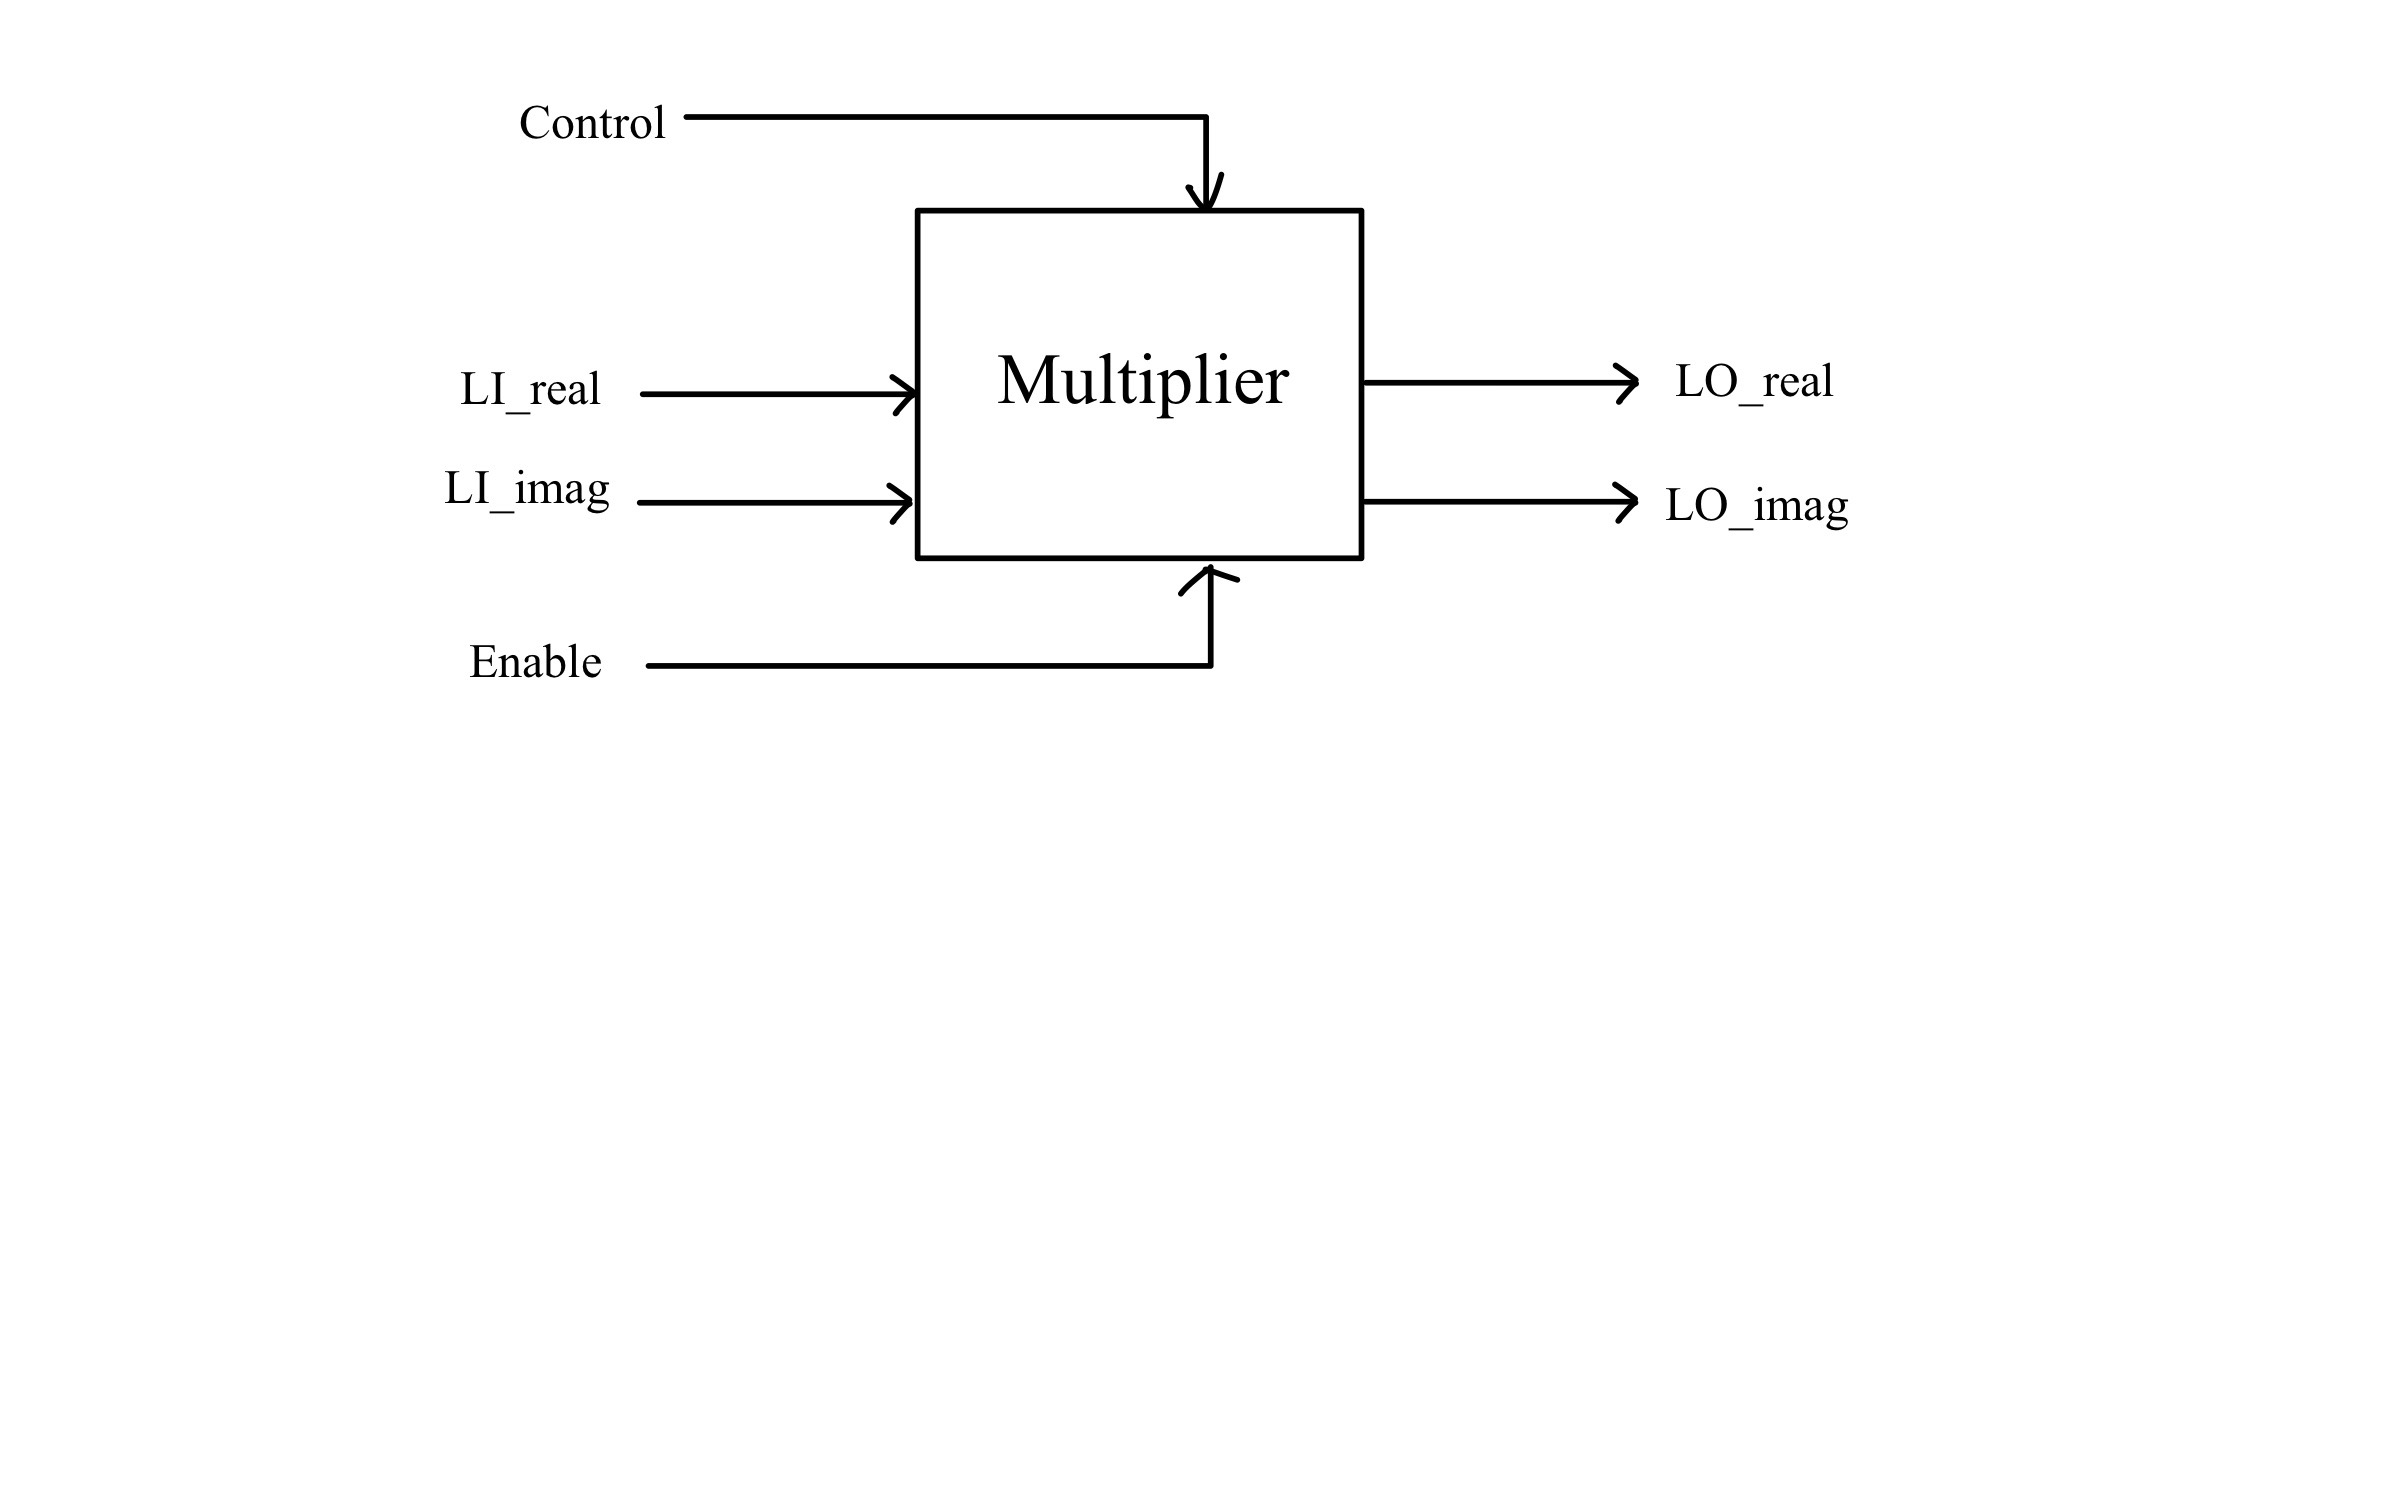 Control
Multiplier
LI_real
LO_real
LI_imag
LO_imag
Enable